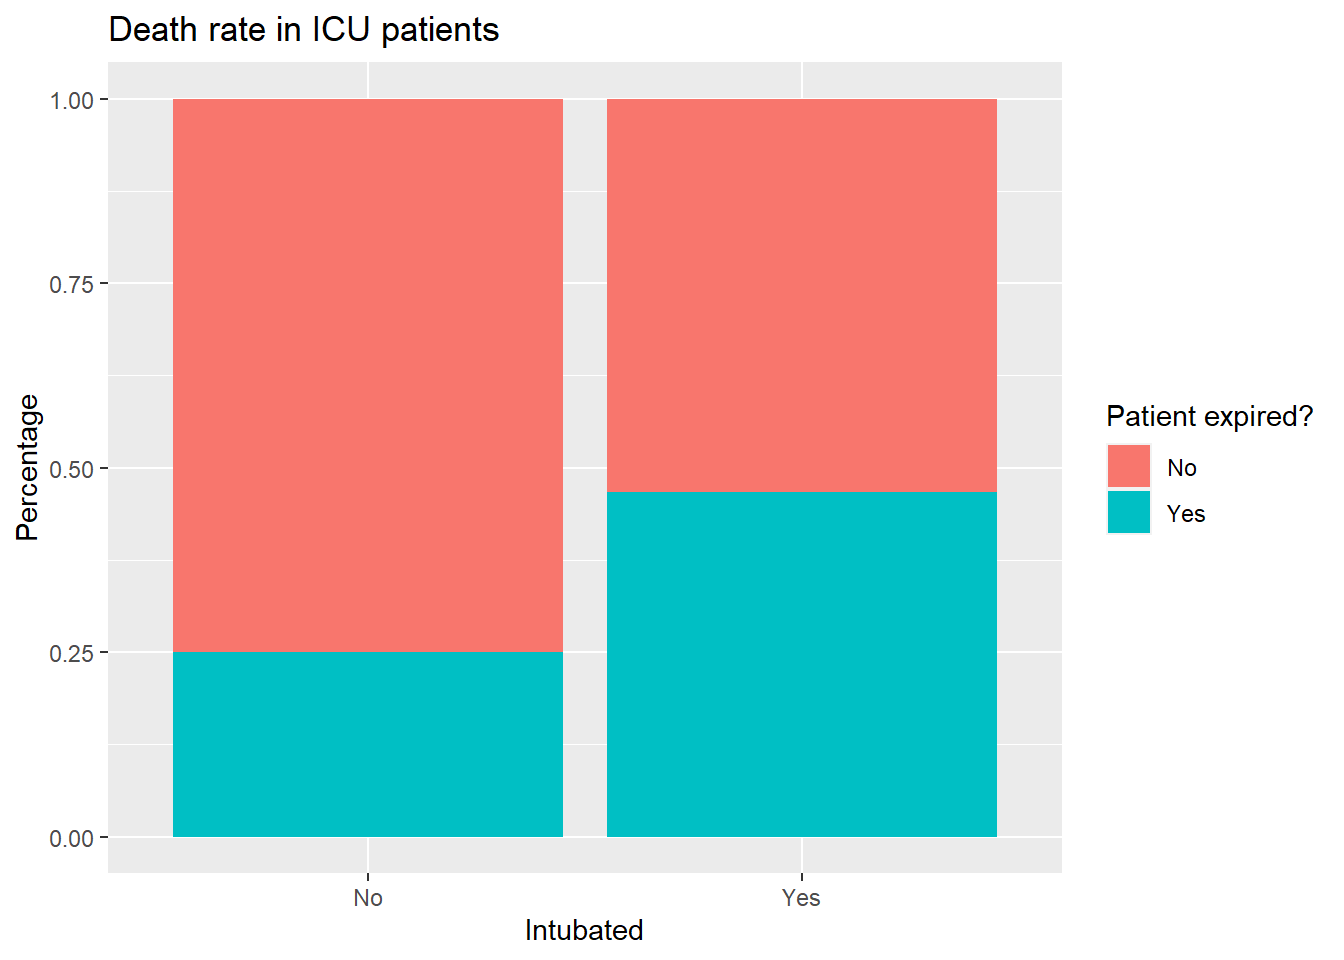 Death rate in ICU patients
1.00
0.75
0.50
0.25
0.00
Percentage
No
Yes
Intubated
Patient expired?
No
Yes